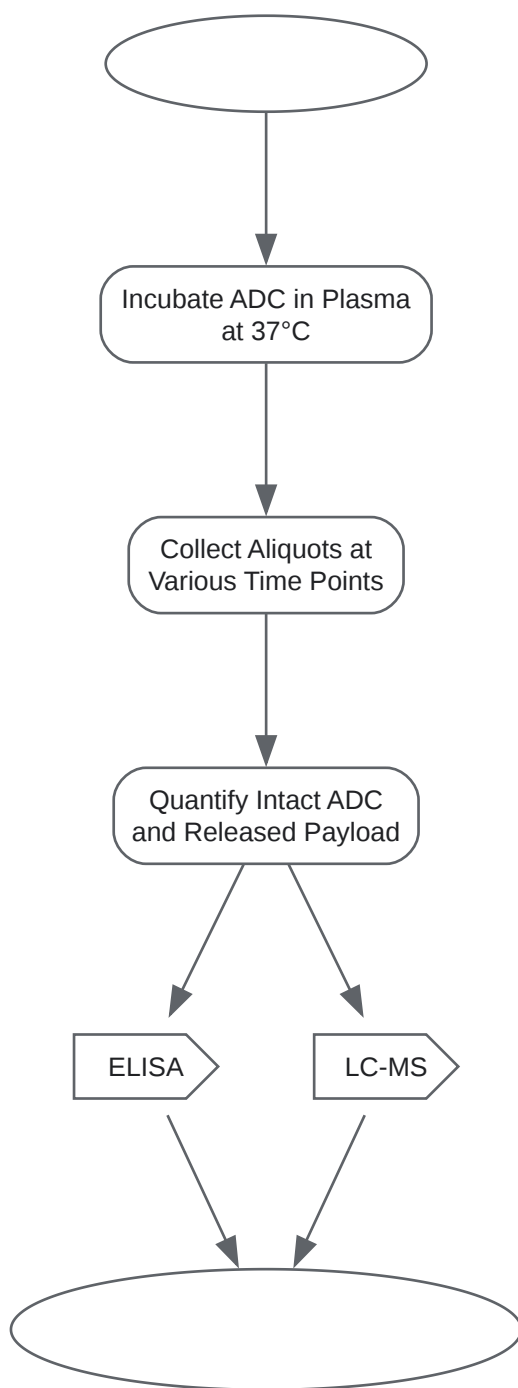 Incubate ADC in Plasma
at 37°C
Collect Aliquots at
Various Time Points
Quantify Intact ADC
and Released Payload
ELISA
LC-MS